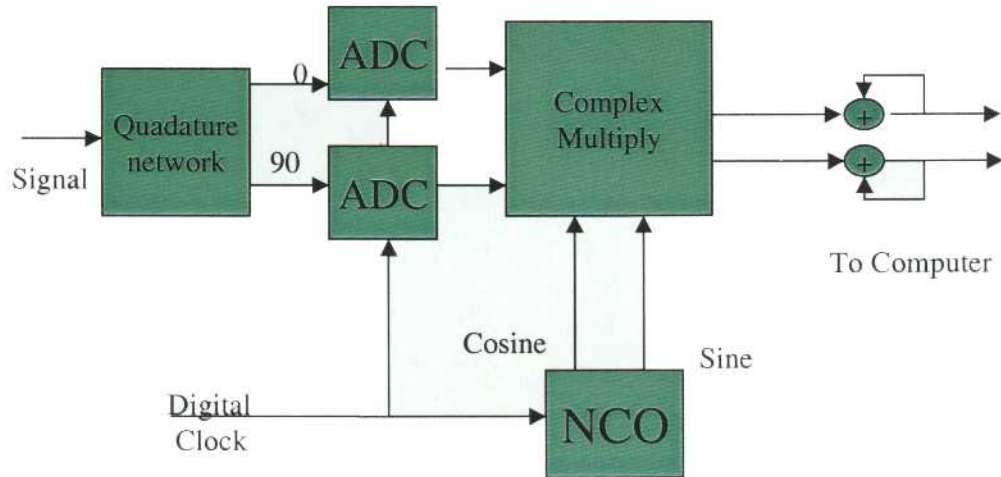 ADC
0
Quadature
network
Complex
Multiply
+
90
Signal
ADC
+
To Computer
Cosine
Sine
Digital
Clock
NCO